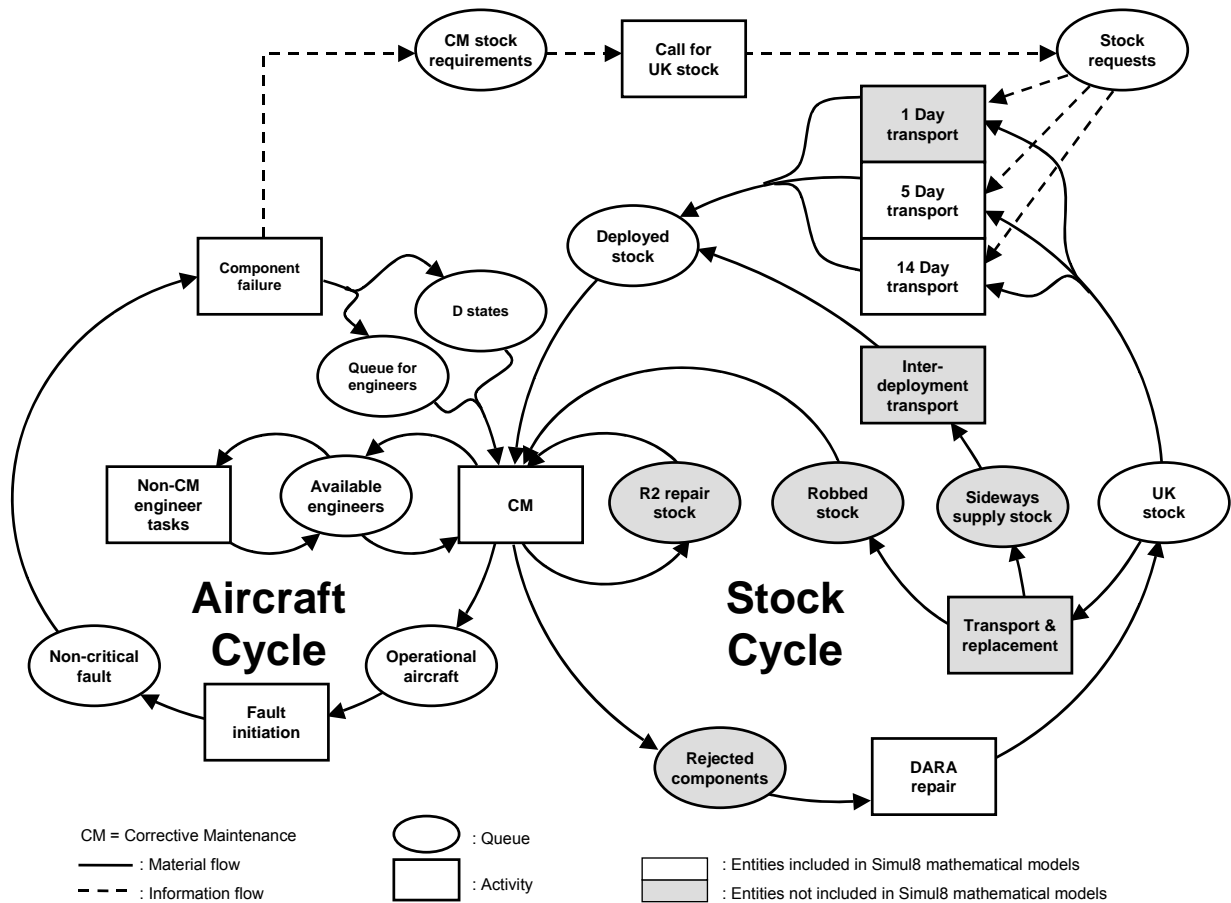 CM stock
requirements
Call for
UK stock
Stock
requests
1 Day
transport
5 Day
transport
14 Day
transport
Deployed
stock
Component
failure
D states
Queue for
engineers
Inter-
deployment
transport
Non-CM
engineer
tasks
Available
engineers
CM
R2 repair
stock
Robbed
stock
Sideways
supply stock
UK
stock
Aircraft
Cycle
Stock
Cycle
Transport &
replacement
Non-critical
fault
Operational
aircraft
Fault
initiation
Rejected
components
DARA
repair
CM = Corrective Maintenance
: Material flow
: Information flow
: Queue
: Activity
: Entities included in Simul8 mathematical models
: Entities not included in Simul8 mathematical models